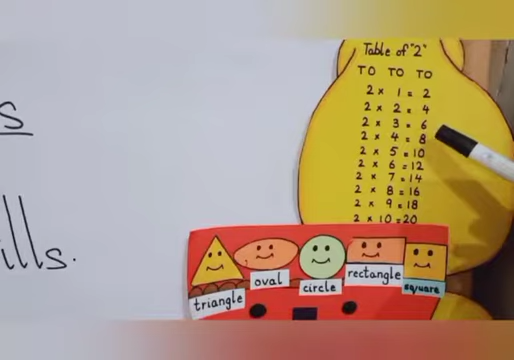 s
ills.
Table of "2"
TO TO TO
2 × 1 = 2
2 × 2 = 4
2 × 3 = 6
2 × 4 = 8
2 × 5 = 10
2 × 6 = 12
2 × 7 = 14
2 × 8 = 16
2 × 9 = 18
2 × 10 = 20
triangle oval circle rectangle square